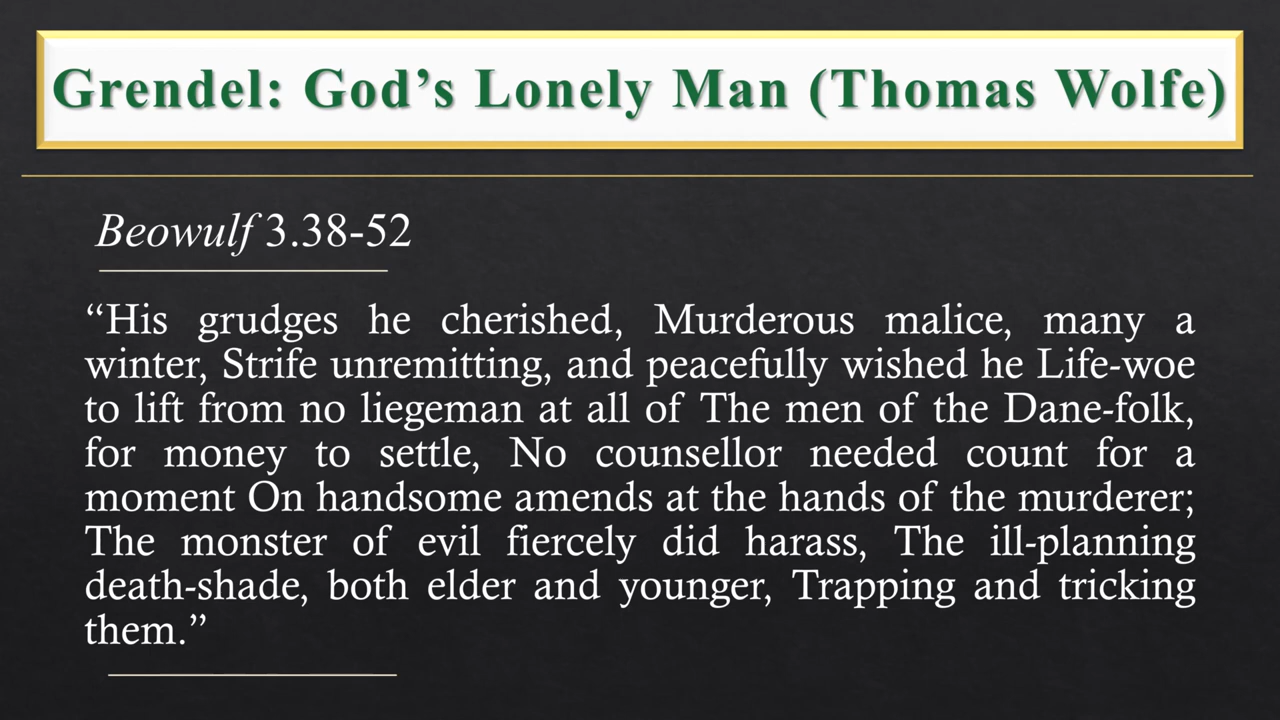 Grendel: God’s Lonely Man (Thomas Wolfe)
Beowulf 3.38-52
“His grudges he cherished, Murderous malice, many a
winter, Strife unremitting, and peacefully wished he Life-woe
to lift from no liegeman at all of The men of the Dane-folk,
for money to settle, No counsellor needed count for a
moment On handsome amends at the hands of the murderer;
The monster of evil fiercely did harass, The ill-planning
death-shade, both elder and younger, Trapping and tricking
them.”